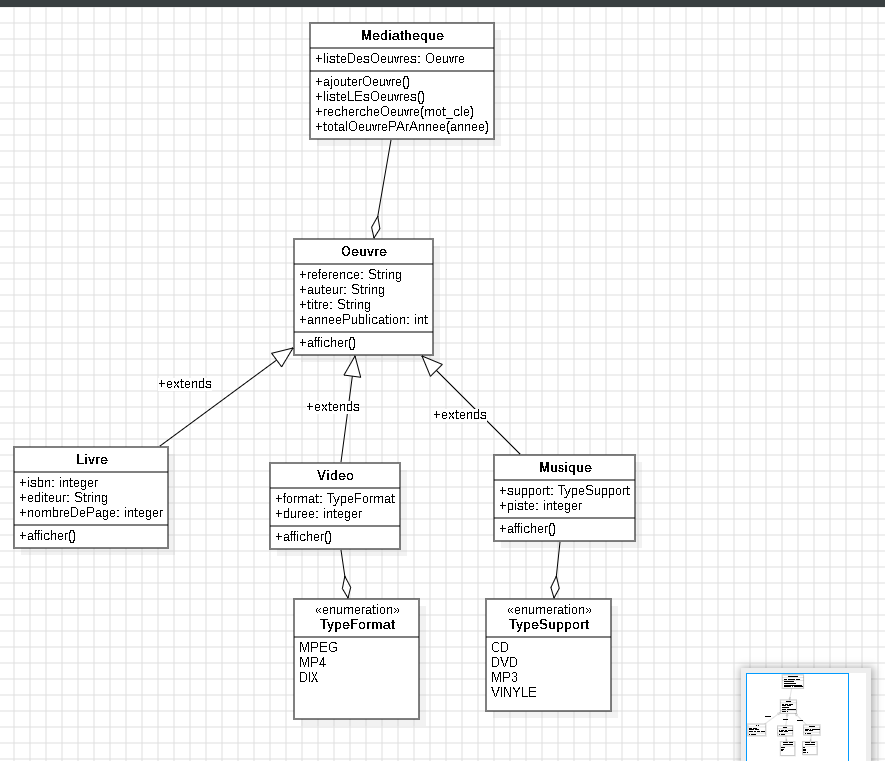 Mediatheque
+listeDesOeuvres: Oeuvre
+ajouterOeuvre()
+listeLEsOeuvres()
+rechercheOeuvre(mot_cle)
+totalOeuvrePArAnnee(annee)
Oeuvre
+reference: String
+auteur: String
+titre: String
+anneePublication: int
+afficher()
+extends
+extends
+extends
Livre
+isbn: integer
+editeur: String
+nombreDePage: integer
+afficher()
Video
+format: TypeFormat
+duree: integer
+afficher()
Musique
+support: TypeSupport
+piste: integer
+afficher()
«enumeration»
TypeFormat
MPEG
MP4
DIX
«enumeration»
TypeSupport
CD
DVD
MP3
VINYLE